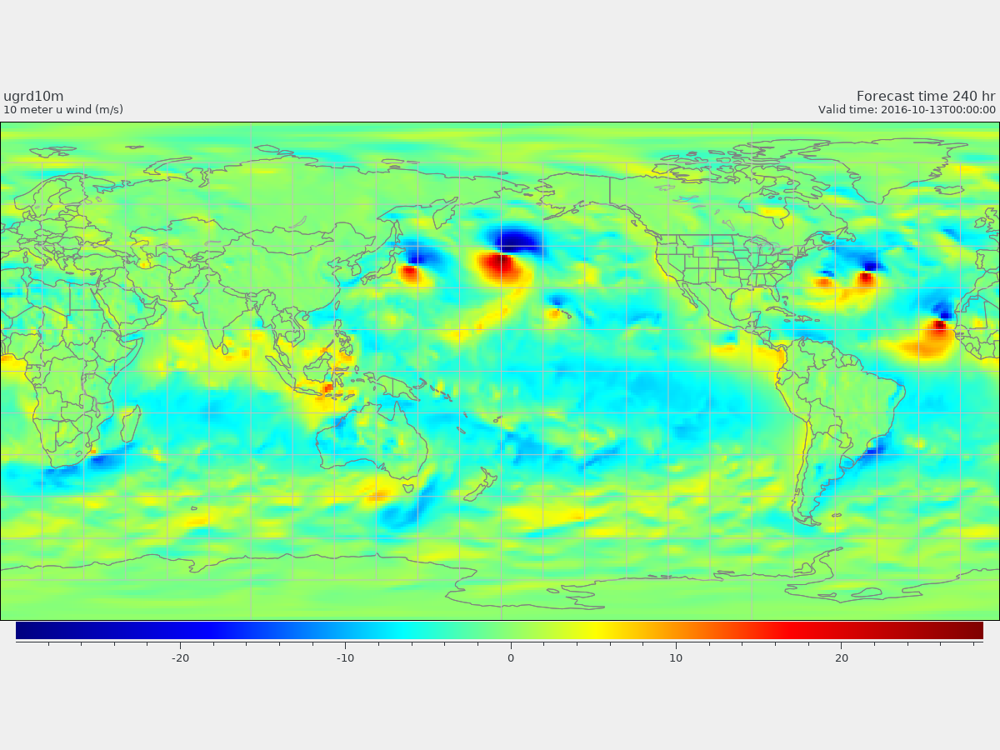 ugrd10m
10 meter u wind (m/s)
Forecast time 240 hr
Valid time: 2016-10-13T00:00:00
-20 -10 0 10 20